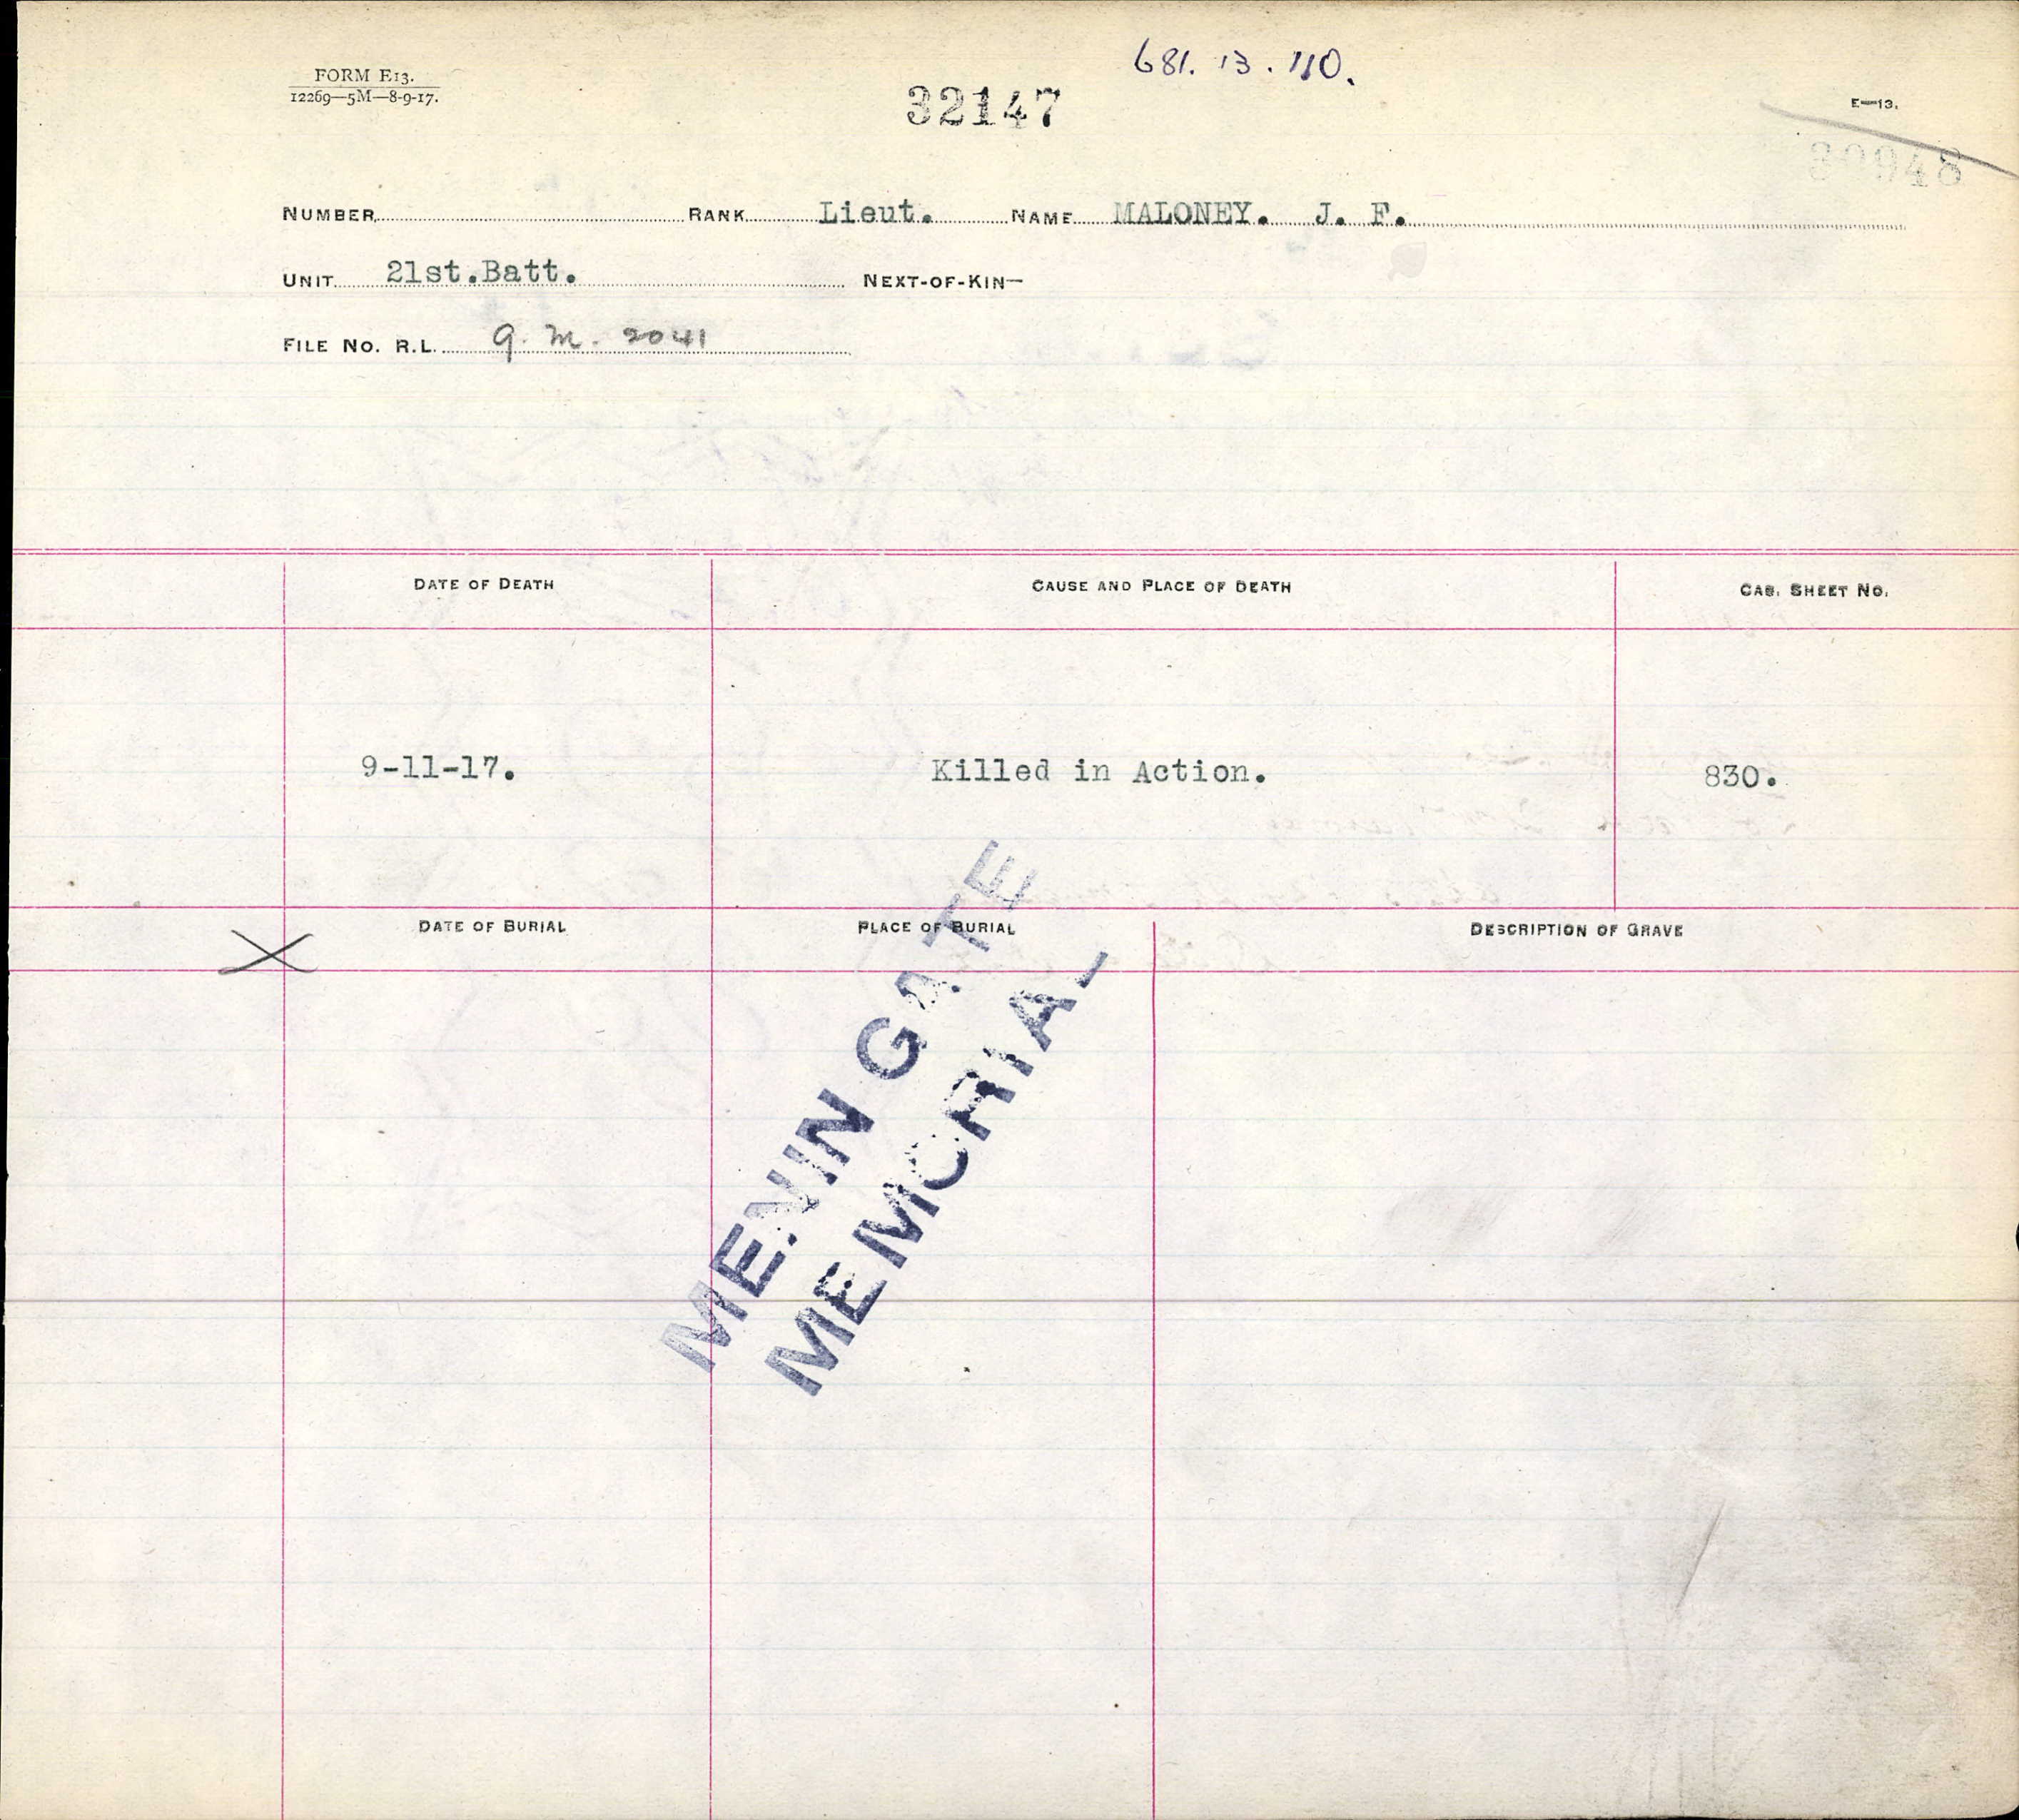 681. 13. 110.
FORM E13.
12269—5M—8-9-17.
32147
E—13.
30948
NUMBER RANK Lieut. NAME MALONEY. J. F.
UNIT 21st.Batt. NEXT-OF-KIN—
FILE NO. R.L. 9. M. 2041
DATE OF DEATH CAUSE AND PLACE OF DEATH CAS. SHEET NO.
9-11-17. Killed in Action. 830.
DATE OF BURIAL PLACE OF BURIAL DESCRIPTION OF GRAVE
X
MENIN GATE
MEMORIAL